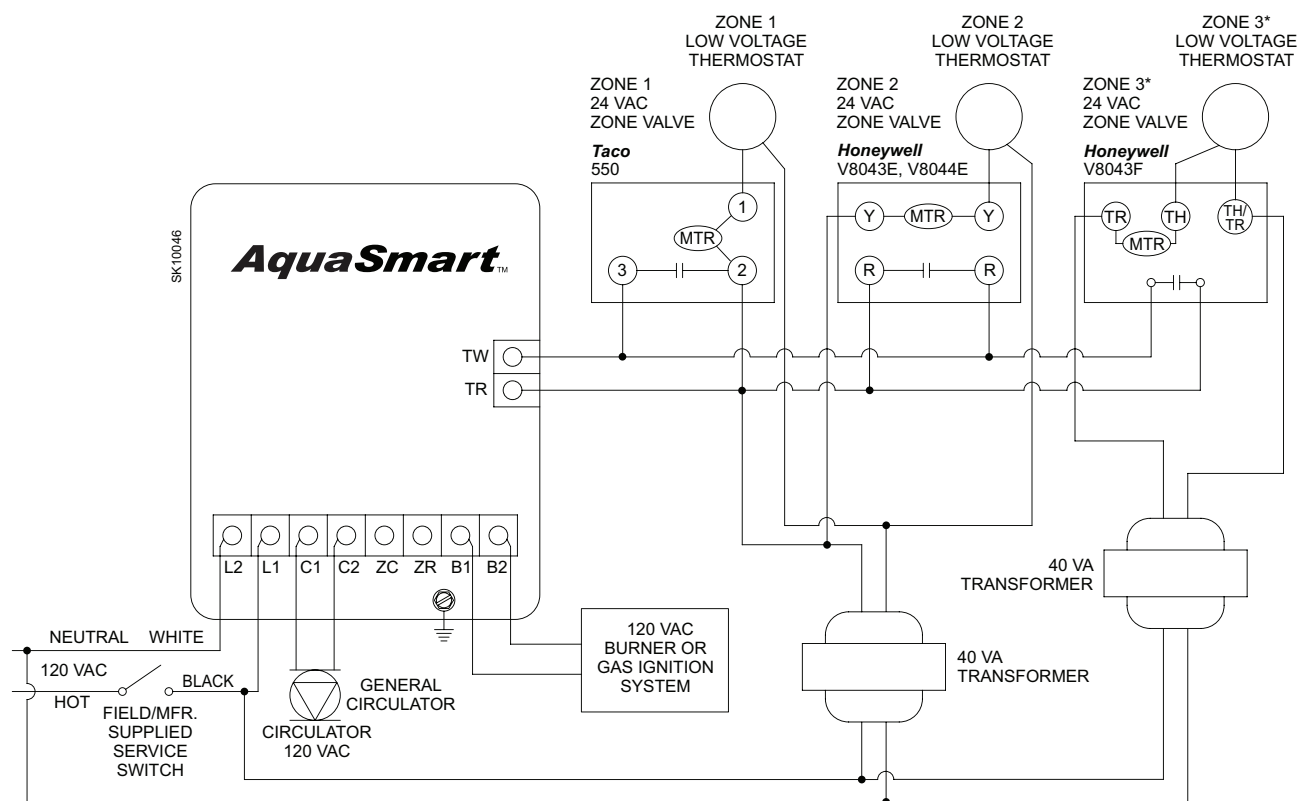 ZONE 1
LOW VOLTAGE
THERMOSTAT
ZONE 2
LOW VOLTAGE
THERMOSTAT
ZONE 3*
LOW VOLTAGE
THERMOSTAT
ZONE 1
24 VAC
ZONE VALVE
Taco
550
ZONE 2
24 VAC
ZONE VALVE
Honeywell
V8043E, V8044E
ZONE 3*
24 VAC
ZONE VALVE
Honeywell
V8043F
1
MTR
3
2
Y
MTR
Y
R
R
TR
TH
TH/
TR
MTR
SK10046
AquaSmart™
TW
TR
L2
L1
C1
C2
ZC
ZR
B1
B2
NEUTRAL WHITE
120 VAC
HOT
BLACK
FIELD/MFR.
SUPPLIED
SERVICE
SWITCH
GENERAL
CIRCULATOR
CIRCULATOR
120 VAC
120 VAC
BURNER OR
GAS IGNITION
SYSTEM
40 VA
TRANSFORMER
40 VA
TRANSFORMER